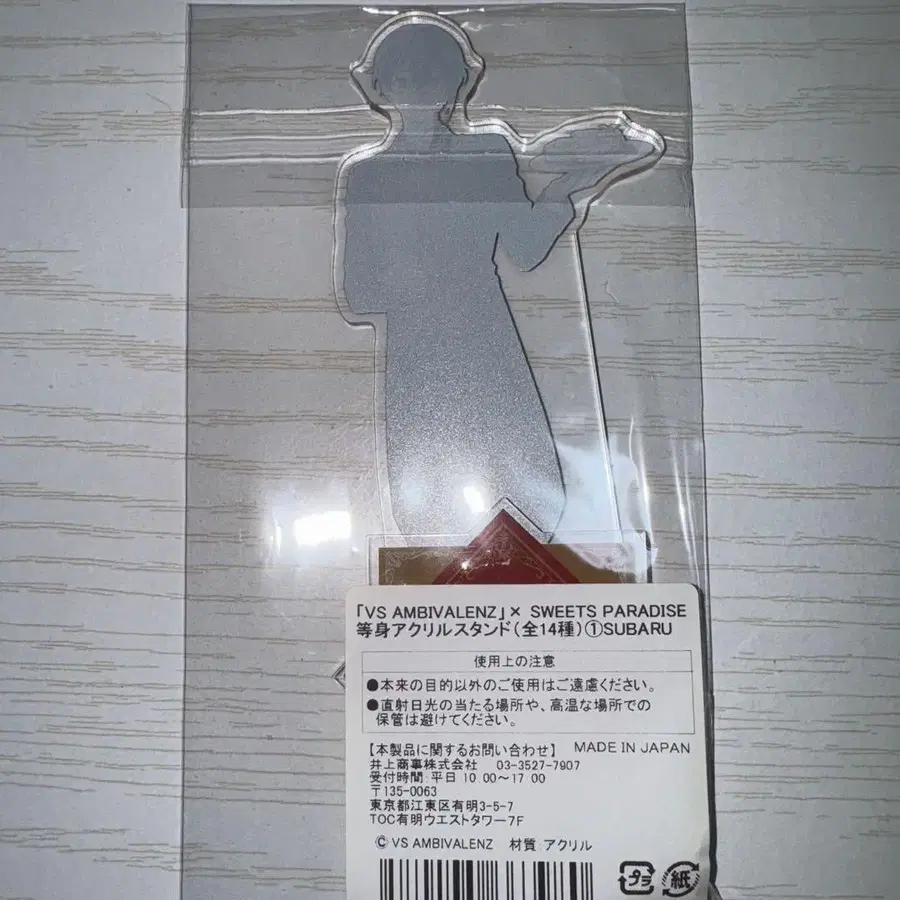 「VS AMBIVALENZ」× SWEETS PARADISE
等身アクリルスタンド(全14種)①SUBARU
使用上の注意
●本来の目的以外のご使用はご遠慮ください。
●直射日光の当たる場所や、高温な場所での
保管は避けてください。
【本製品に関するお問い合わせ】 MADE IN JAPAN
井上商事株式会社 03-3527-7907
受付時間:平日 10:00～17:00
〒135-0063
東京都江東区有明3-5-7
TOC有明ウエストタワー7F
© VS AMBIVALENZ 材質:アクリル
プラ 紙